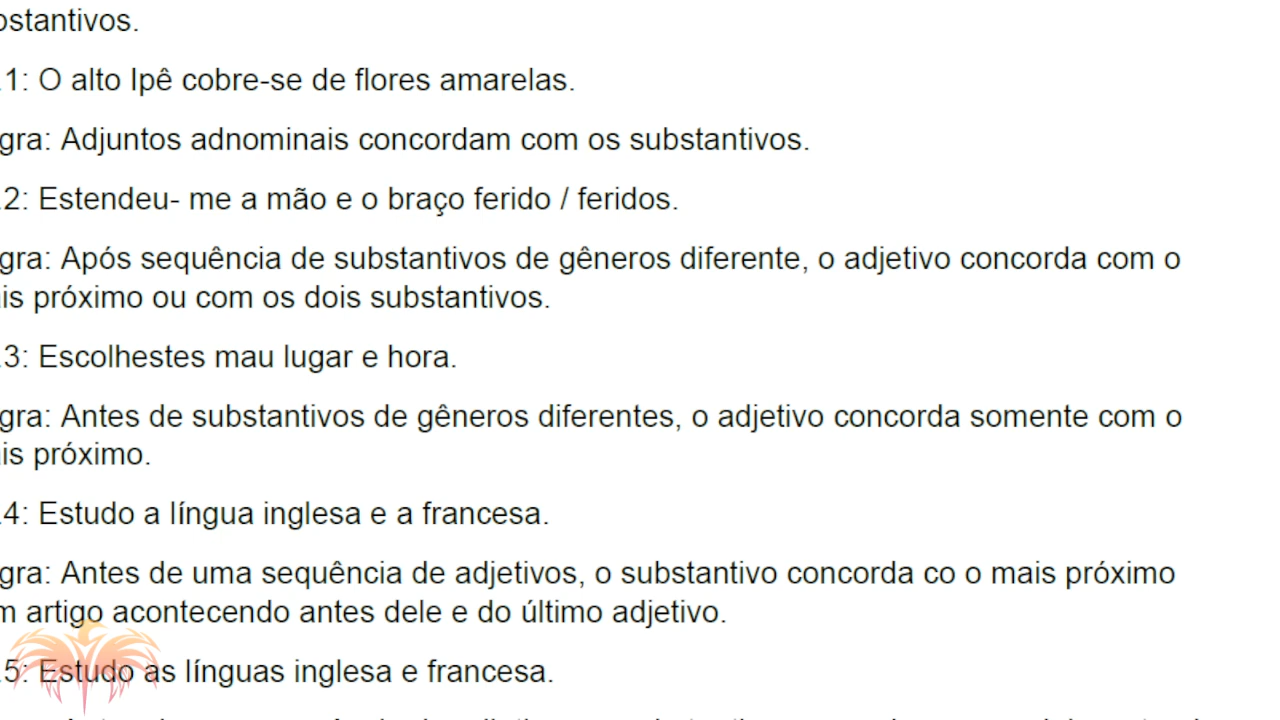 ostantivos.
.1: O alto Ipê cobre-se de flores amarelas.
gra: Adjuntos adnominais concordam com os substantivos.
.2: Estendeu- me a mão e o braço ferido / feridos.
gra: Após sequência de substantivos de gêneros diferente, o adjetivo concorda com o
is próximo ou com os dois substantivos.
.3: Escolhestes mau lugar e hora.
gra: Antes de substantivos de gêneros diferentes, o adjetivo concorda somente com o
is próximo.
.4: Estudo a língua inglesa e a francesa.
gra: Antes de uma sequência de adjetivos, o substantivo concorda co o mais próximo
m artigo acontecendo antes dele e do último adjetivo.
.5: Estudo as línguas inglesa e francesa.